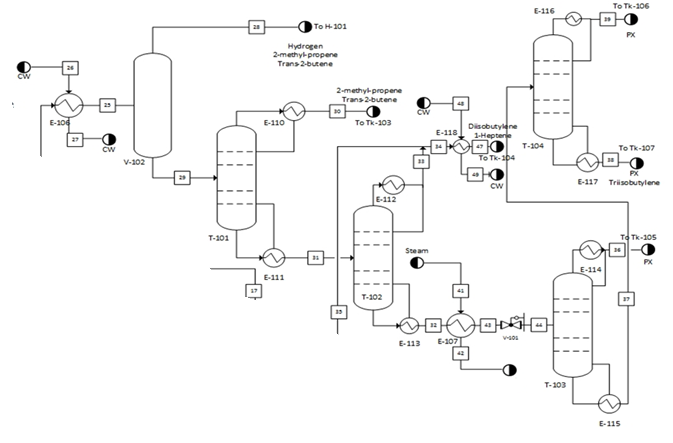 28
To H-101
Hydrogen
2-methyl-propene
Trans-2-butene
26
CW
25
E-106
27
CW
V-102
29
2-methyl-propene
Trans-2-butene
E-110
30
To Tk-103
T-101
E-111
31
17
CW
48
E-118
34
33
Diisobutylene
1-Heptene
47
To Tk-104
49
CW
E-112
T-102
35
E-113
32
Steam
41
E-107
42
43
V-101
44
E-116
39
To Tk-106
PX
T-104
To Tk-107
38
E-117
PX
Triisobutylene
To Tk-105
36
E-114
PX
37
T-103
E-115